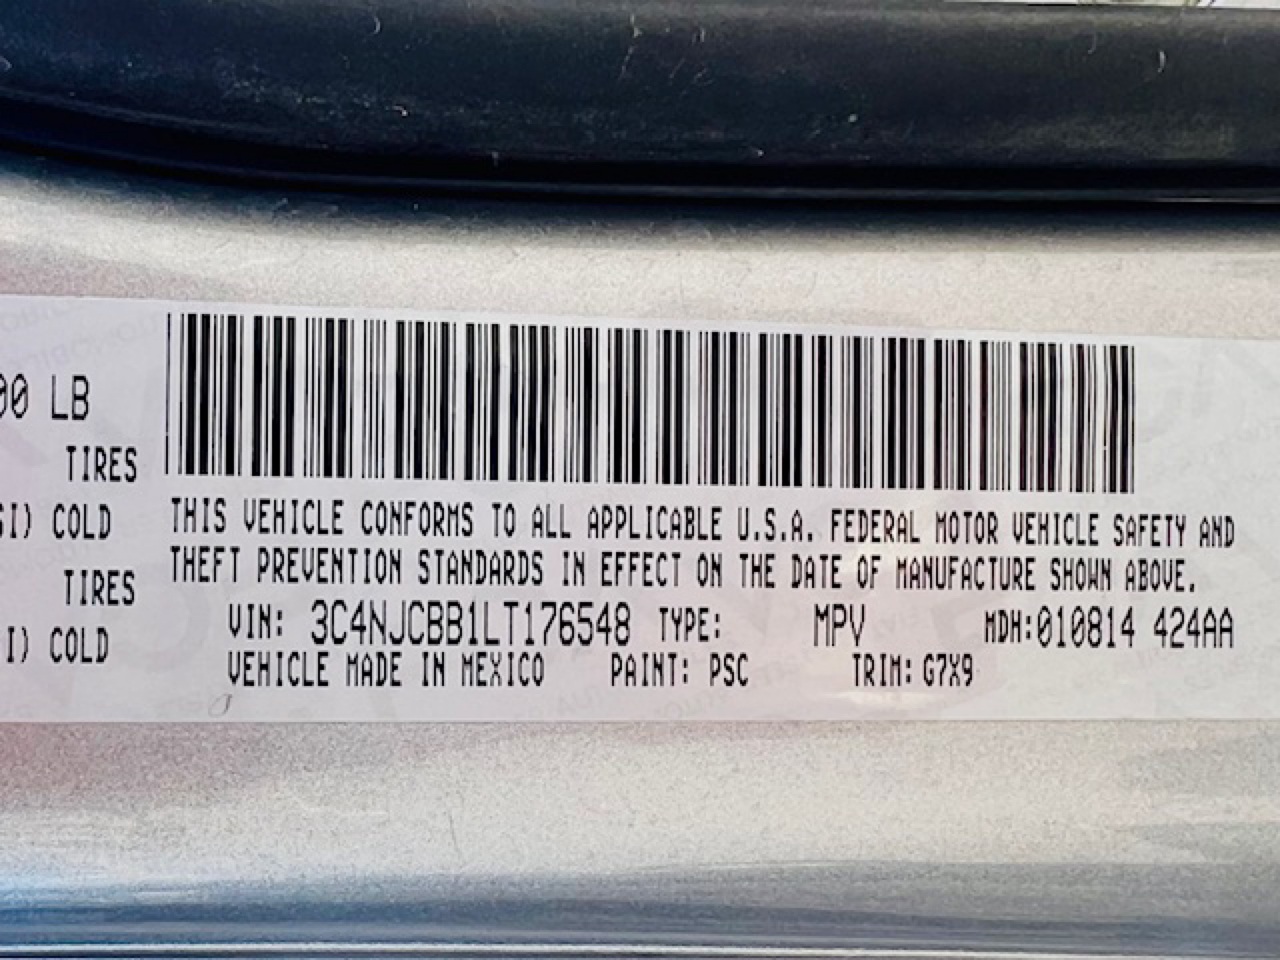 00 LB
TIRES
SI) COLD
TIRES
I) COLD
THIS VEHICLE CONFORMS TO ALL APPLICABLE U.S.A. FEDERAL MOTOR VEHICLE SAFETY AND
THEFT PREVENTION STANDARDS IN EFFECT ON THE DATE OF MANUFACTURE SHOWN ABOVE.
VIN: 3C4NJCBB1LT176548 TYPE: MPV MDH:010814 424AA
VEHICLE MADE IN MEXICO PAINT: PSC TRIM: G7X9